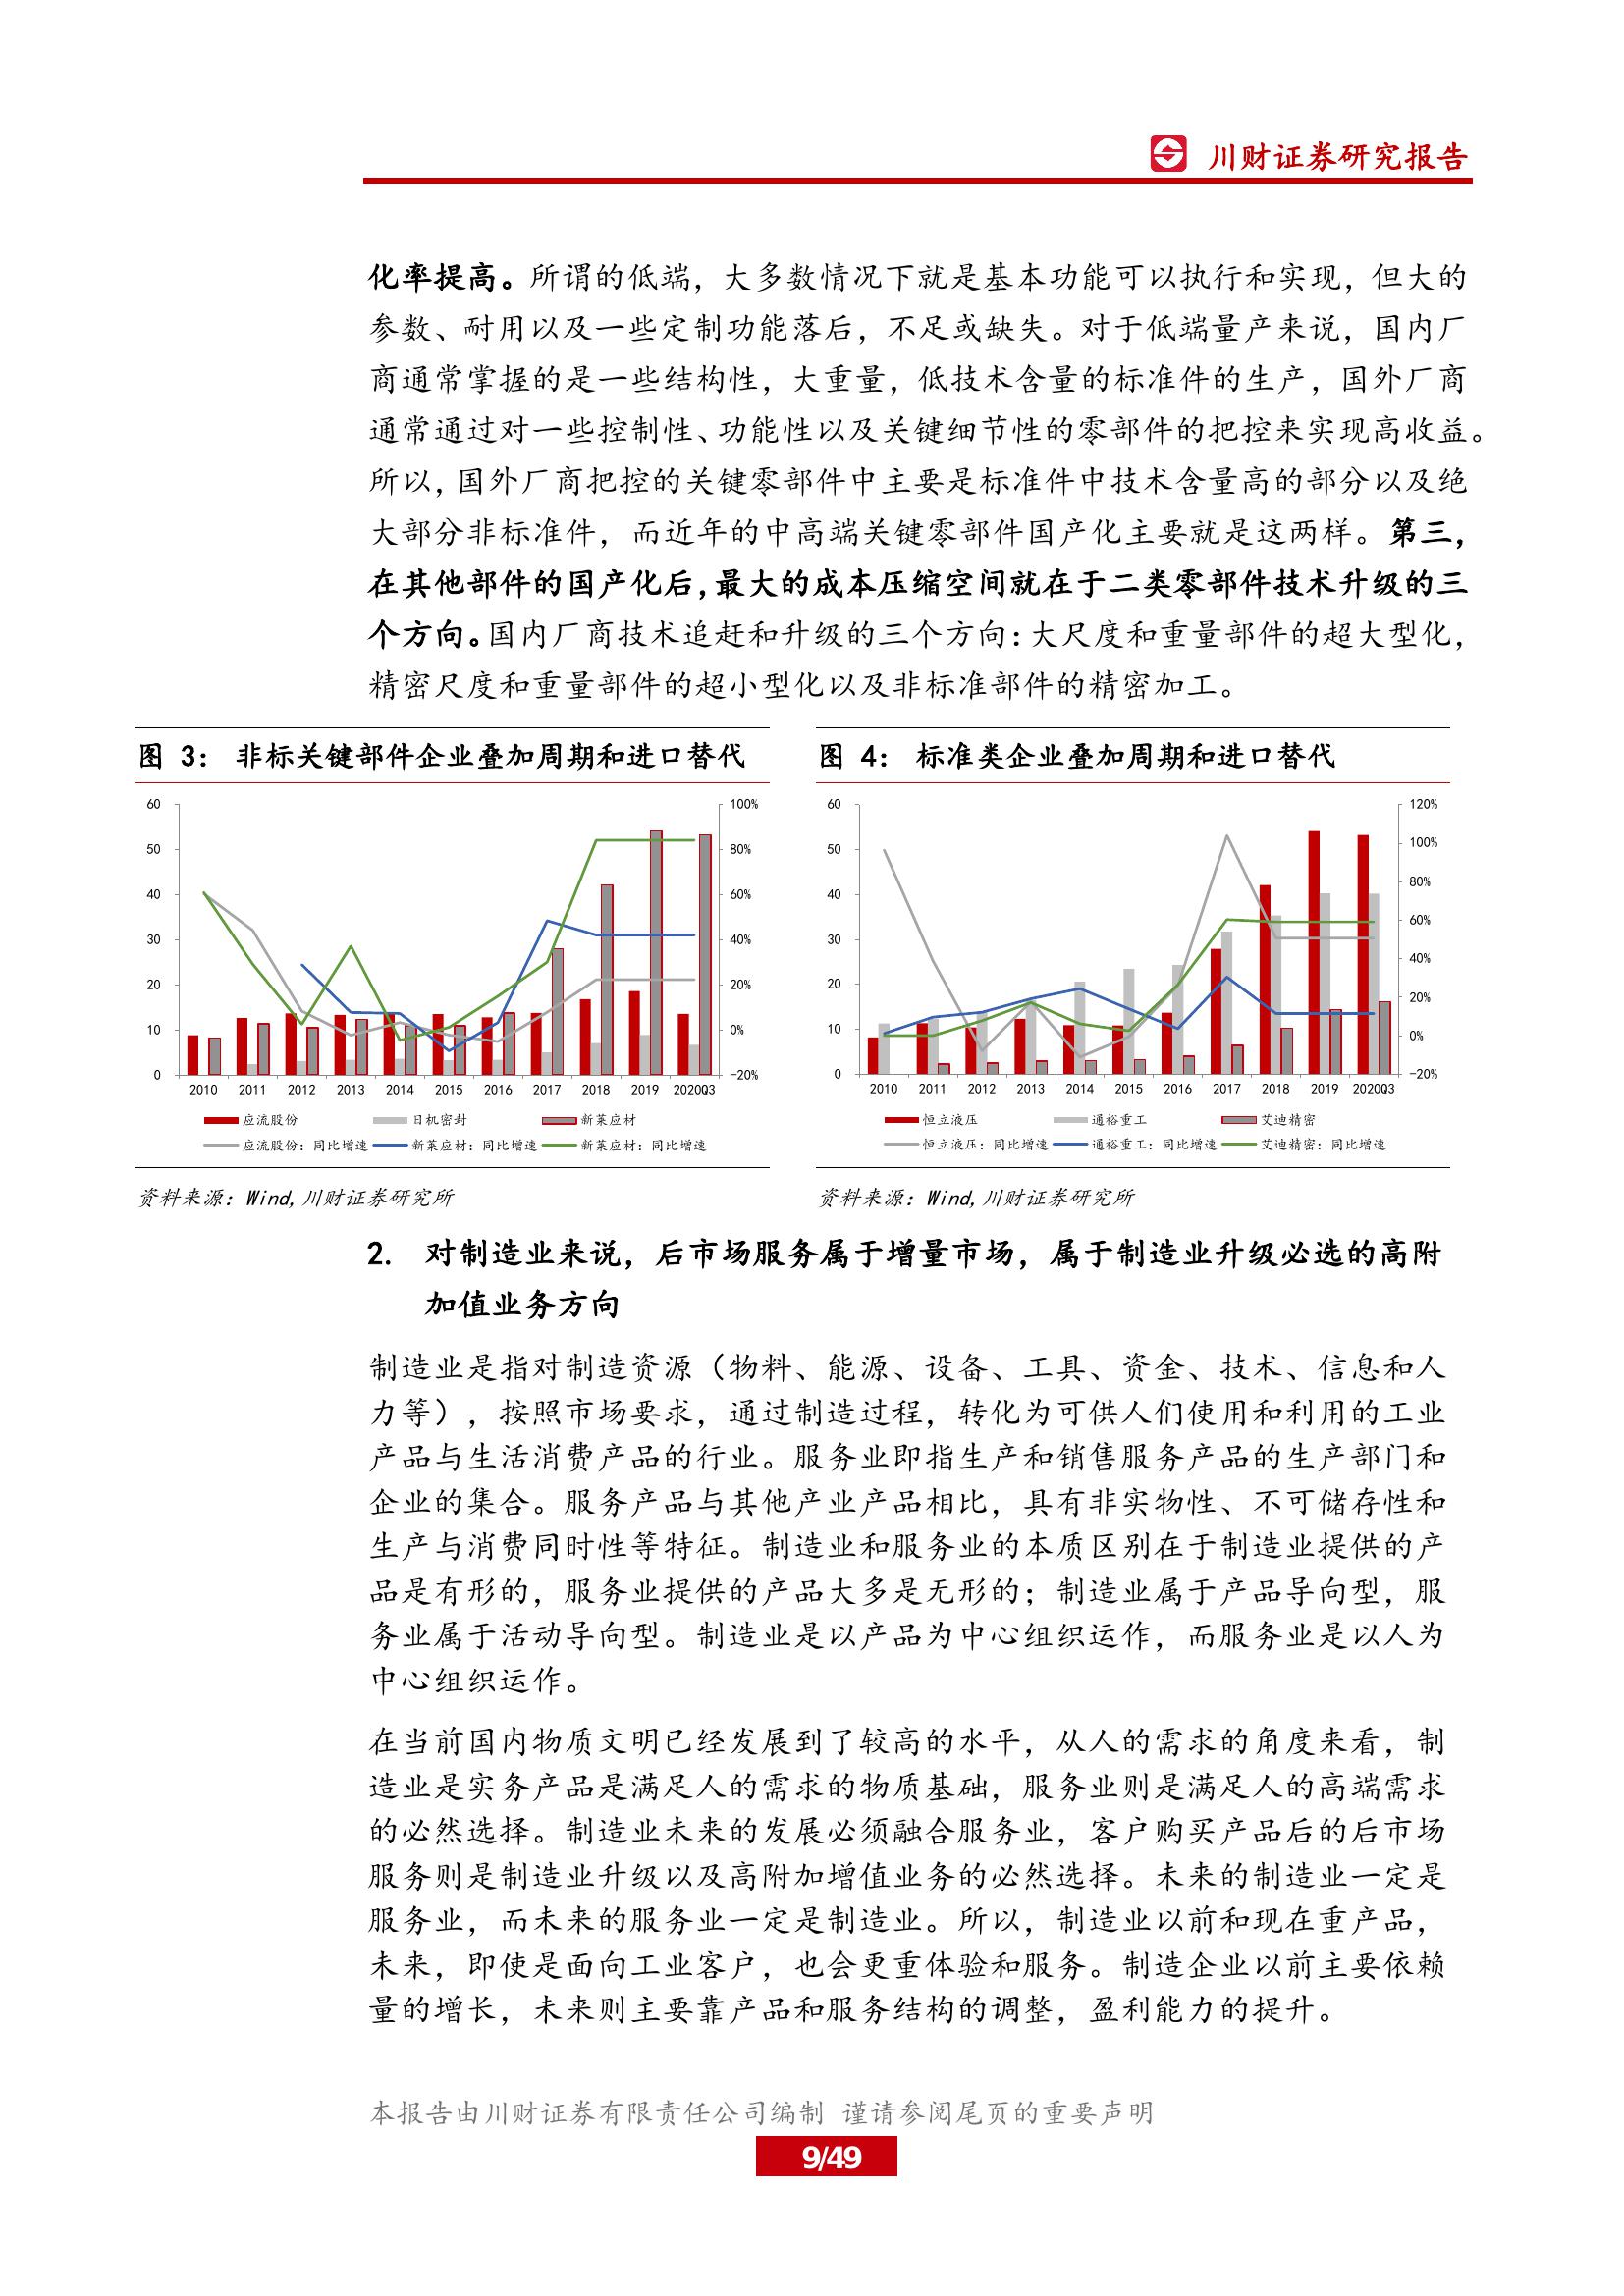 川财证券研究报告
化率提高。所谓的低端，大多数情况下就是基本功能可以执行和实现，但大的
参数、耐用以及一些定制功能落后，不足或缺失。对于低端量产来说，国内厂
商通常掌握的是一些结构性，大重量，低技术含量的标准件的生产，国外厂商
通常通过对一些控制性、功能性以及关键细节性的零部件的把控来实现高收益。
所以，国外厂商把控的关键零部件中主要是标准件中技术含量高的部分以及绝
大部分非标准件，而近年的中高端关键零部件国产化主要就是这两样。第三，
在其他部件的国产化后，最大的成本压缩空间就在于二类零部件技术升级的三
个方向。国内厂商技术追赶和升级的三个方向：大尺度和重量部件的超大型化，
精密尺度和重量部件的超小型化以及非标准部件的精密加工。
图 3： 非标关键部件企业叠加周期和进口替代
60 100%
50 80%
40 60%
30 40%
20 20%
10 0%
0 -20%
2010 2011 2012 2013 2014 2015 2016 2017 2018 2019 2020Q3
应流股份 日机密封 新莱应材
应流股份：同比增速 新莱应材：同比增速 新莱应材：同比增速
资料来源：Wind,川财证券研究所
图 4： 标准类企业叠加周期和进口替代
60 120%
50 100%
40 80%
30 60%
20 40%
10 20%
0 0%
-20%
2010 2011 2012 2013 2014 2015 2016 2017 2018 2019 2020Q3
恒立液压 通裕重工 艾迪精密
恒立液压：同比增速 通裕重工：同比增速 艾迪精密：同比增速
资料来源：Wind,川财证券研究所
2. 对制造业来说，后市场服务属于增量市场，属于制造业升级必选的高附
加值业务方向
制造业是指对制造资源（物料、能源、设备、工具、资金、技术、信息和人
力等），按照市场要求，通过制造过程，转化为可供人们使用和利用的工业
产品与生活消费产品的行业。服务业即指生产和销售服务产品的生产部门和
企业的集合。服务产品与其他产业产品相比，具有非实物性、不可储存性和
生产与消费同时性等特征。制造业和服务业的本质区别在于制造业提供的产
品是有形的，服务业提供的产品大多是无形的；制造业属于产品导向型，服
务业属于活动导向型。制造业是以产品为中心组织运作，而服务业是以人为
中心组织运作。
在当前国内物质文明已经发展到了较高的水平，从人的需求的角度来看，制
造业是实务产品是满足人的需求的物质基础，服务业则是满足人的高端需求
的必然选择。制造业未来的发展必须融合服务业，客户购买产品后的后市场
服务则是制造业升级以及高附加增值业务的必然选择。未来的制造业一定是
服务业，而未来的服务业一定是制造业。所以，制造业以前和现在重产品，
未来，即使是面向工业客户，也会更重体验和服务。制造企业以前主要依赖
量的增长，未来则主要靠产品和服务结构的调整，盈利能力的提升。
本报告由川财证券有限责任公司编制 谨请参阅尾页的重要声明
9/49